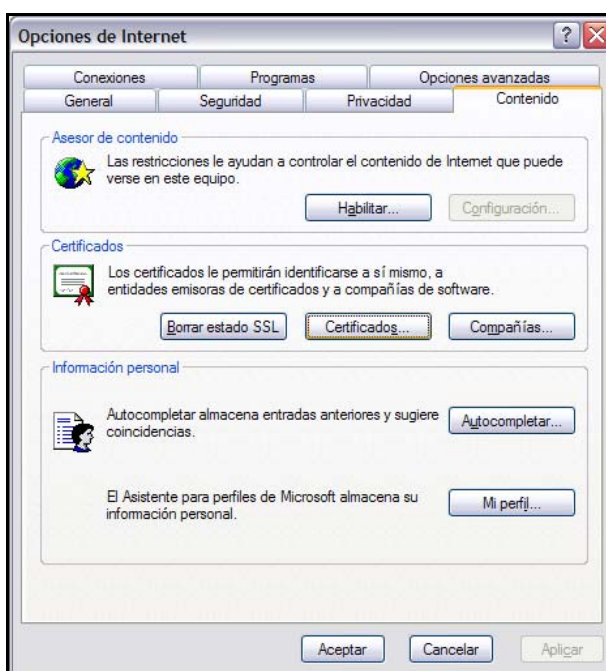 Opciones de Internet
Conexiones Programas Opciones avanzadas
General Seguridad Privacidad Contenido
Asesor de contenido
Las restricciones le ayudan a controlar el contenido de Internet que puede
verse en este equipo.
Habilitar... Configuración...
Certificados
Los certificados le permitirán identificarse a sí mismo, a
entidades emisoras de certificados y a compañías de software.
Borrar estado SSL Certificados... Compañías...
Información personal
Autocompletar almacena entradas anteriores y sugiere
coincidencias.
Autocompletar...
El Asistente para perfiles de Microsoft almacena su
información personal.
Mi perfil...
Aceptar Cancelar Aplicar